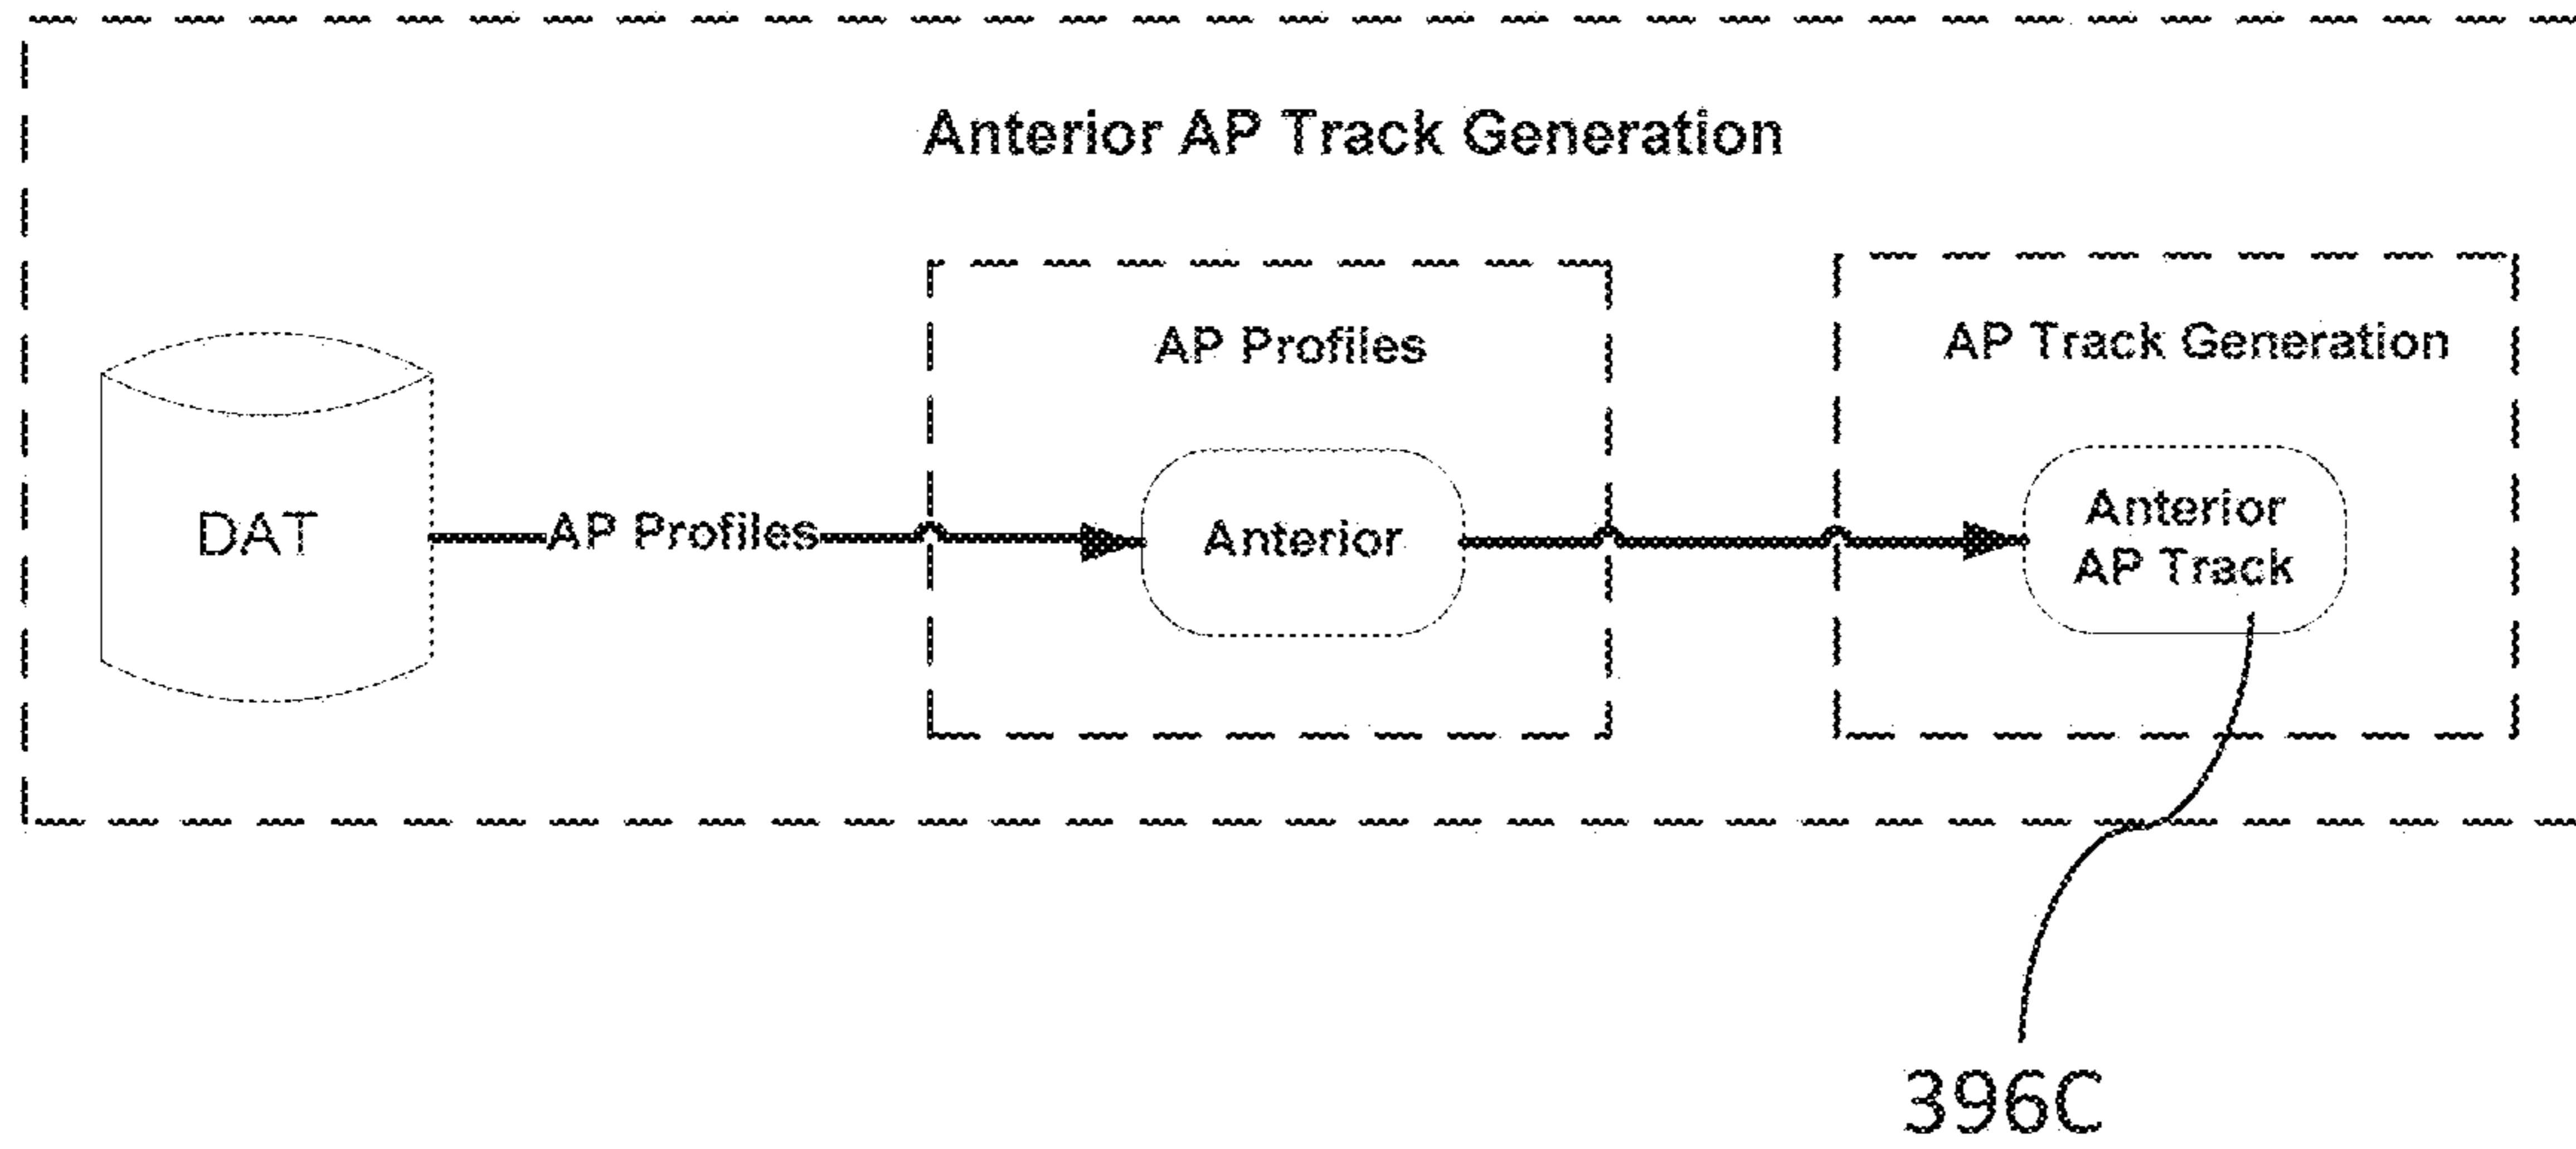 Anterior AP Track Generation
AP Profiles
AP Track Generation
DAT
AP Profiles
Anterior
Anterior
AP Track
396C